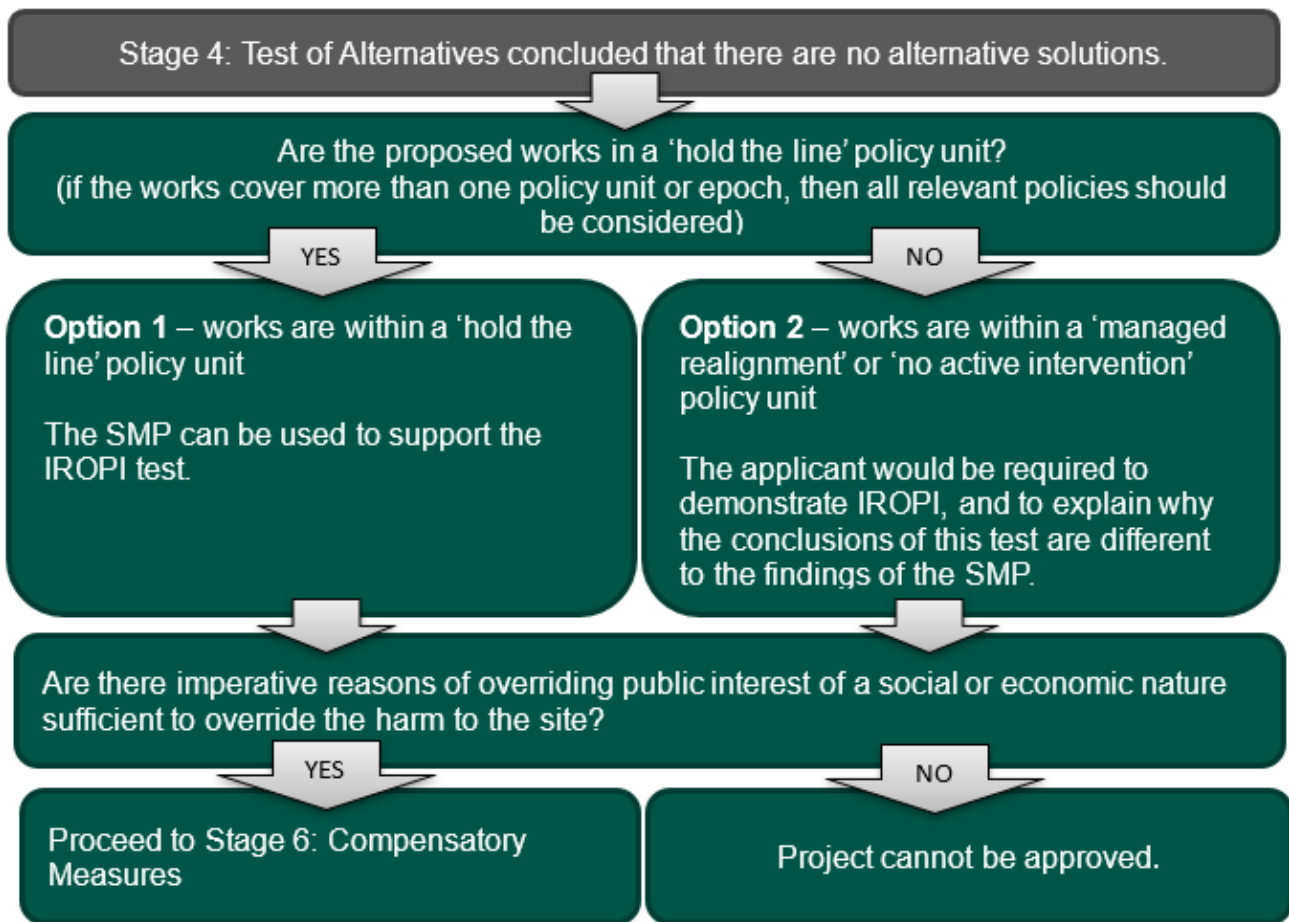 Stage 4: Test of Alternatives concluded that there are no alternative solutions.
Are the proposed works in a ‘hold the line’ policy unit?
(if the works cover more than one policy unit or epoch, then all relevant policies should
be considered)
YES
NO
Option 1 – works are within a ‘hold the
line’ policy unit
The SMP can be used to support the
IROPI test.
Option 2 – works are within a ‘managed
realignment’ or ‘no active intervention’
policy unit
The applicant would be required to
demonstrate IROPI, and to explain why
the conclusions of this test are different
to the findings of the SMP.
Are there imperative reasons of overriding public interest of a social or economic nature
sufficient to override the harm to the site?
YES
NO
Proceed to Stage 6: Compensatory
Measures
Project cannot be approved.